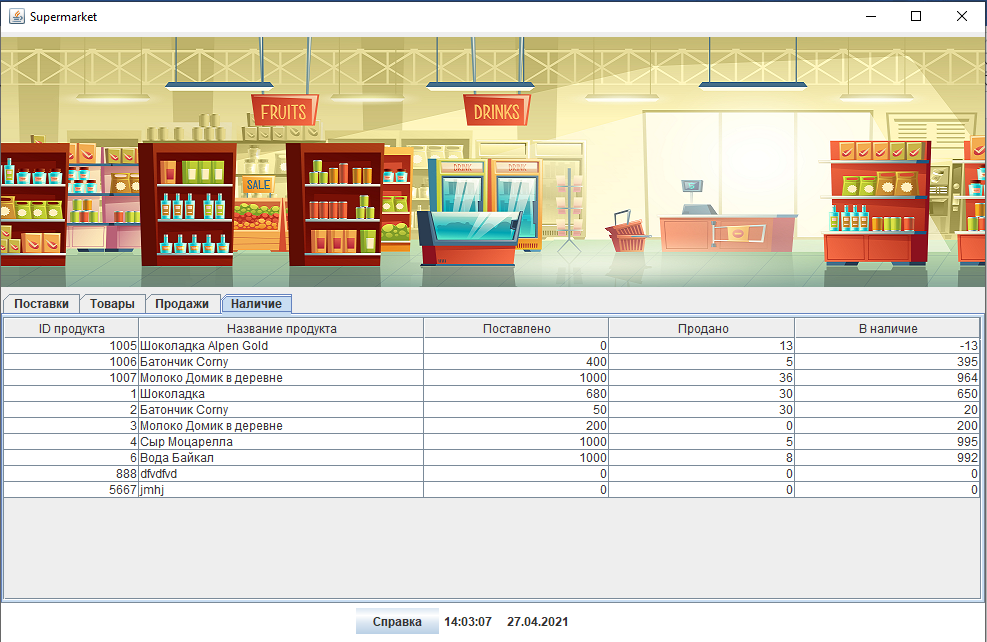 Supermarket
FRUITS
DRINKS
DRINK
DRINK
SALE
Поставки Товары Продажи Наличие
ID продукта Название продукта Поставлено Продано В наличие
1005 Шоколадка Alpen Gold 0 13 -13
1006 Батончик Corny 400 5 395
1007 Молоко Домик в деревне 1000 36 964
1 Шоколадка 680 30 650
2 Батончик Corny 50 30 20
3 Молоко Домик в деревне 200 0 200
4 Сыр Моцарелла 1000 5 995
6 Вода Байкал 1000 8 992
888 dfvdfvd 0 0 0
5667 jmhj 0 0 0
Справка 14:03:07 27.04.2021